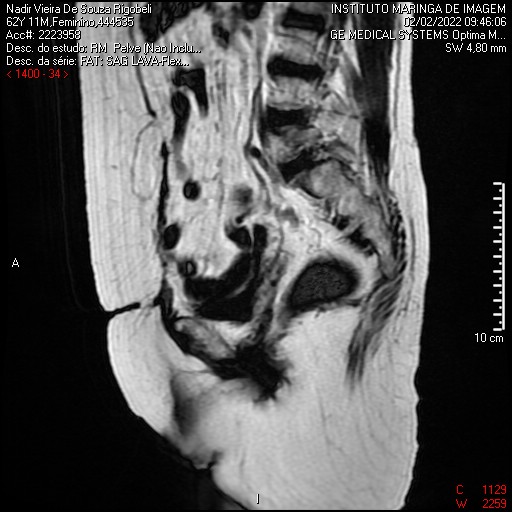 Nadir Vieira De Souza Rigobeli
62Y 11M,Feminino,444535
Acc#: 2223953
Desc. do estudo: RM Pelve (Nao Inclu...
Desc. da série: FAT: SAG LAVA-Flex...
< 1400 - 34 >
INSTITUTO MARINGA DE IMAGEM
02/02/2022 09:46:06
GE MEDICAL SYSTEMS Optima M...
SW 4,80 mm
A
10 cm
I
C 1129
W 2259